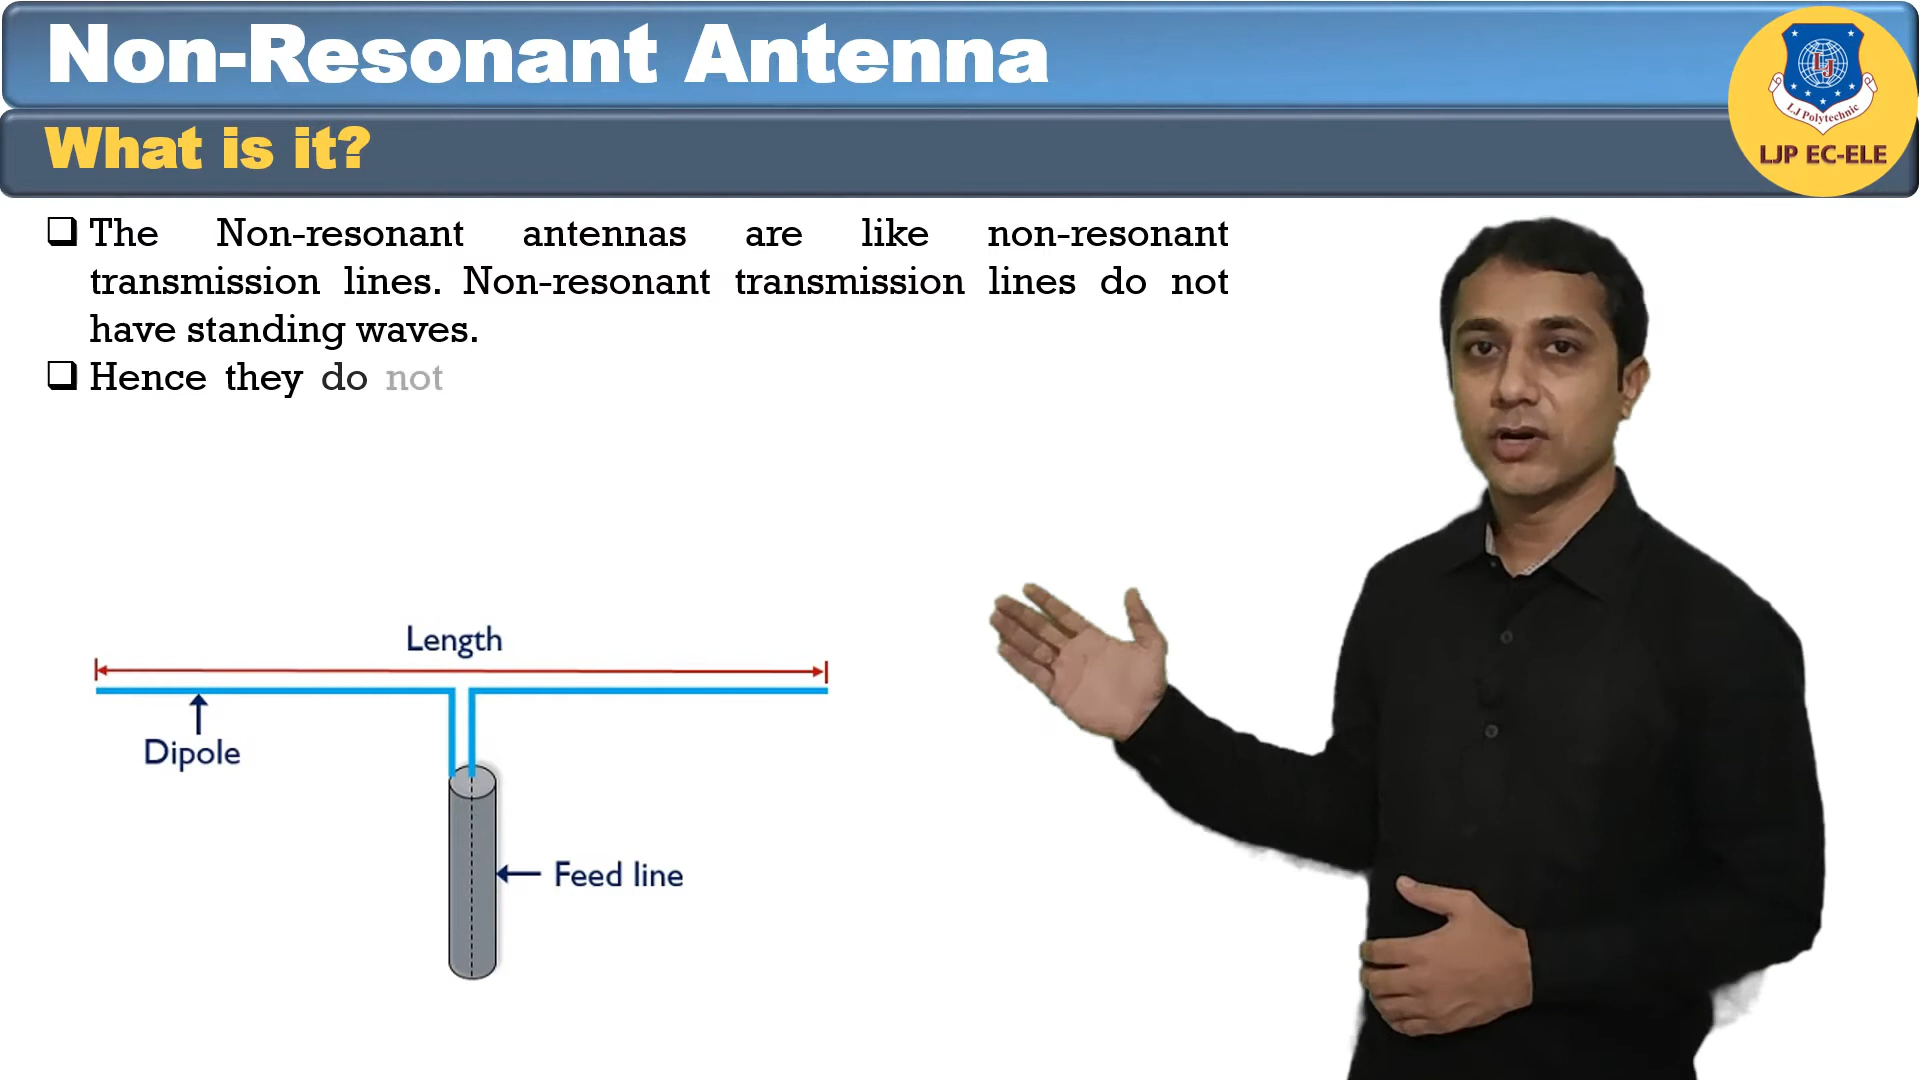 Non-Resonant Antenna
What is it?
LJ
LJ Polytechnic
LJP EC-ELE
❑ The Non-resonant antennas are like non-resonant
transmission lines. Non-resonant transmission lines do not
have standing waves.
❑ Hence they do not
Length
Dipole
Feed line